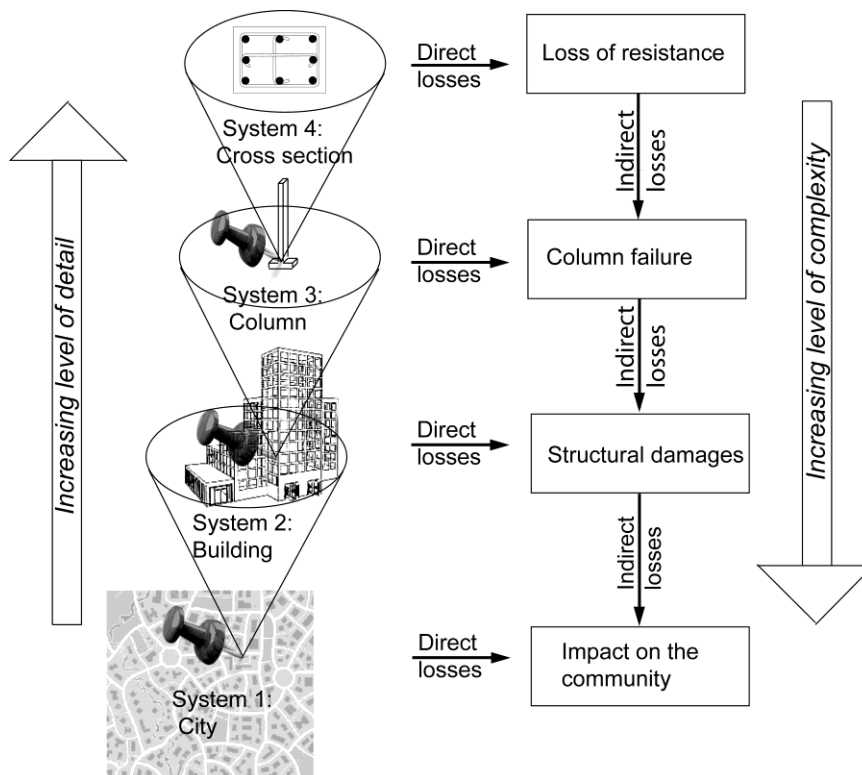 Increasing level of detail
System 4:
Cross section
Direct
losses
Loss of resistance
Indirect
losses
System 3:
Column
Direct
losses
Column failure
Indirect
losses
System 2:
Building
Direct
losses
Structural damages
Indirect
losses
System 1:
City
Direct
losses
Impact on the
community
Increasing level of complexity